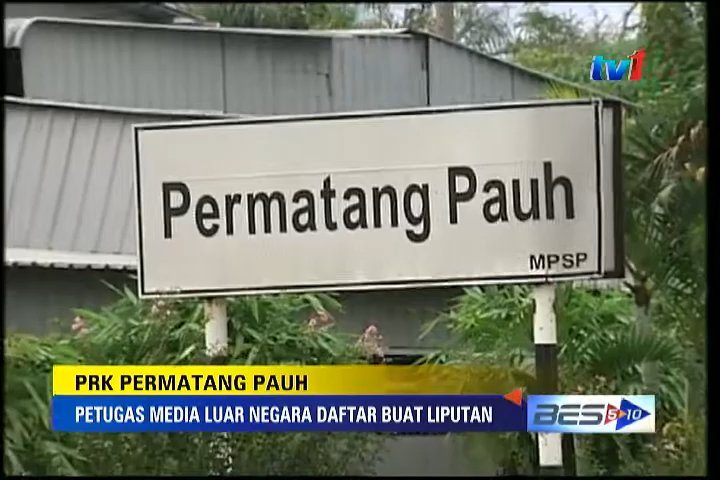 tv1
Permatang Pauh
MPSP
PRK PERMATANG PAUH
PETUGAS MEDIA LUAR NEGARA DAFTAR BUAT LIPUTAN
BES 5 10